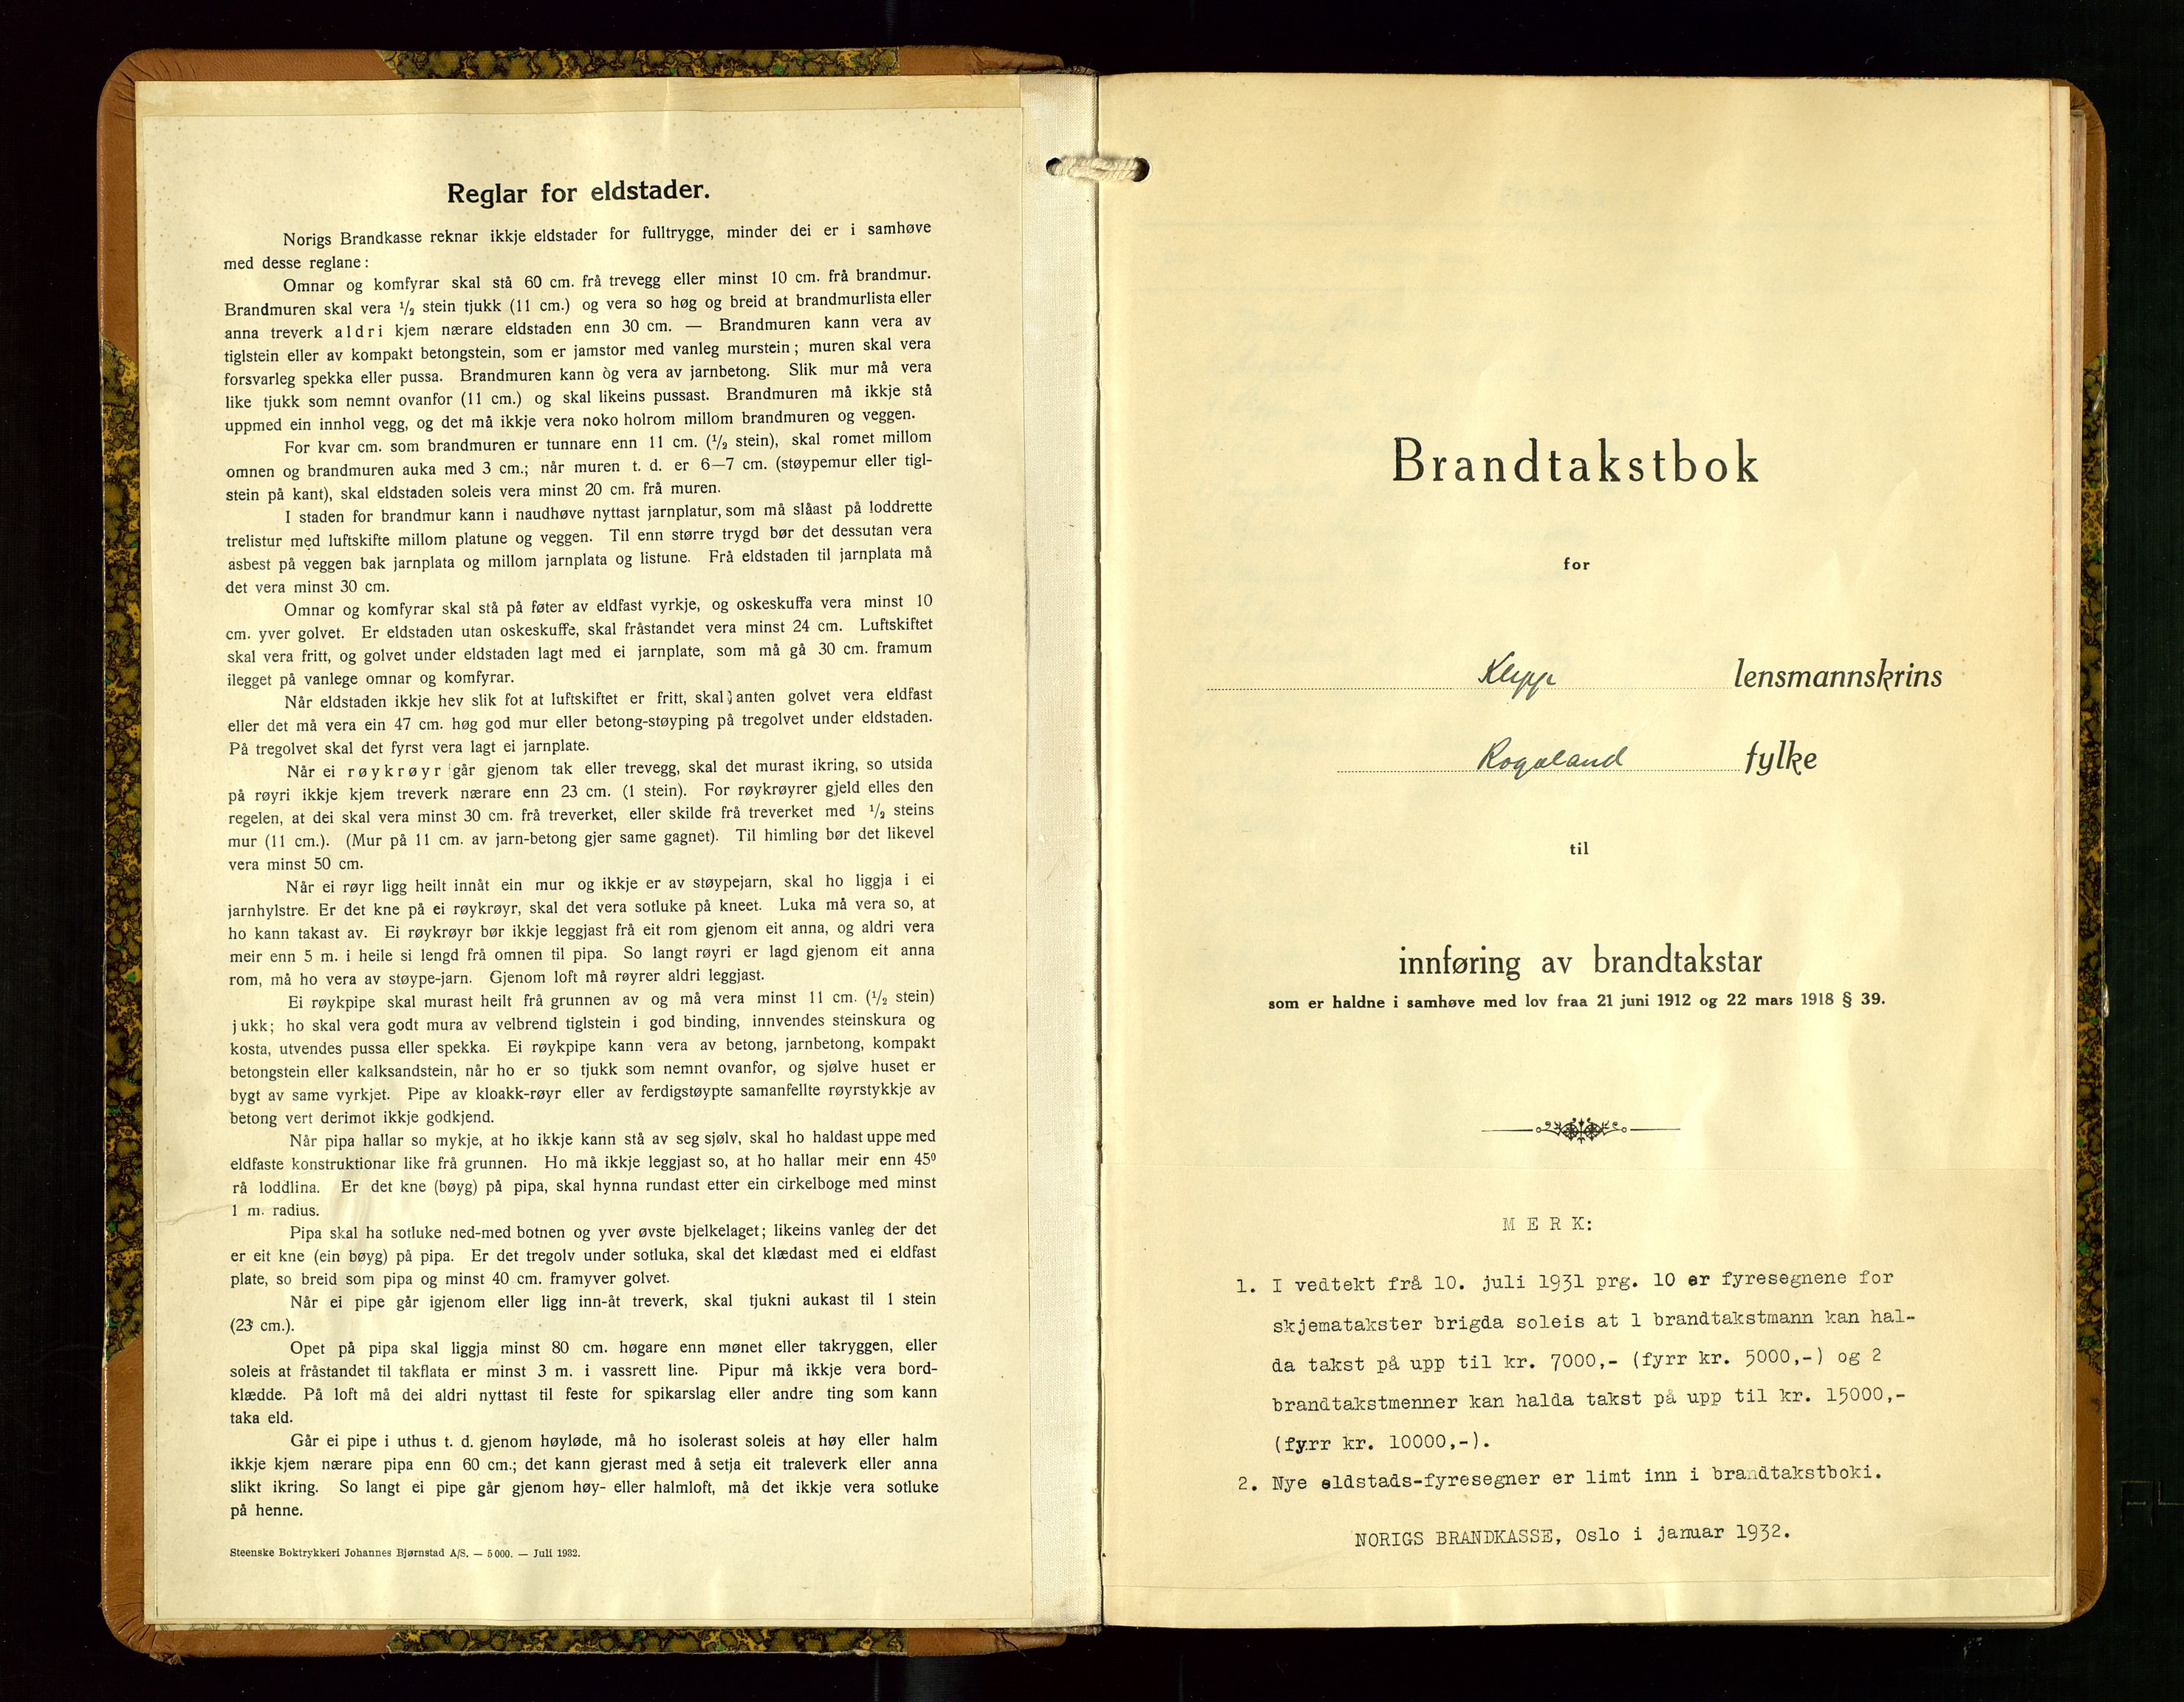 Reglar for eldstader.
Norigs Brandkasse reknar ikkje eldstader for fulltrygge, minder dei er i samhøve
med desse reglane:
Omnar og komfyrar skal stå 60 cm. frå trevegg eller minst 10 cm. frå brandmur.
Brandmuren skal vera ½ stein tjukk (11 cm.) og vera so høg og breid at brandmurlista eller
anna treverk aldri kjem nærare eldstaden enn 30 cm. — Brandmuren kann vera av
tiglstein eller av kompakt betongstein, som er jamstor med vanleg murstein; muren skal vera
forsvarleg spekka eller pussa. Brandmuren kann òg vera av jarnbetong. Slik mur må vera
like tjukk som nemnt ovanfor (11 cm.) og skal likeins pussast. Brandmuren må ikkje stå
uppmed ein innhol vegg, og det må ikkje vera noko holrom millom brandmuren og veggen.
For kvar cm. som brandmuren er tunnare enn 11 cm. (½ stein), skal romet millom
omnen og brandmuren auka med 3 cm.; når muren t. d. er 6—7 cm. (støypemur eller tigl-
stein på kant), skal eldstaden soleis vera minst 20 cm. frå muren.
I staden for brandmur kann i naudhøve nyttast jarnplatur, som må slåast på loddrette
trelistur med luftskifte millom platune og veggen. Til enn større trygd bør det dessutan vera
asbest på veggen bak jarnplata og millom jarnplata og listune. Frå eldstaden til jarnplata må
det vera minst 30 cm.
Omnar og komfyrar skal stå på føter av eldfast vyrkje, og oskeskuffa vera minst 10
cm. yver golvet. Er eldstaden utan oskeskuffe, skal fråstandet vera minst 24 cm. Luftskiftet
skal vera fritt, og golvet under eldstaden lagt med ei jarnplate, som må gå 30 cm. framum
ilegget på vanlege omnar og komfyrar.
Når eldstaden ikkje hev slik fot at luftskiftet er fritt, skal anten golvet vera eldfast
eller det må vera ein 47 cm. høg god mur eller betong-støyping på tregolvet under eldstaden.
På tregolvet skal det fyrst vera lagt ei jarnplate.
Når ei røykrøyr går gjenom tak eller trevegg, skal det murast ikring, so utsida
på røyri ikkje kjem treverk nærare enn 23 cm. (1 stein). For røykrøyrer gjeld elles den
regelen, at dei skal vera minst 30 cm. frå treverket, eller skilde frå treverket med ½ steins
mur (11 cm.). (Mur på 11 cm. av jarn-betong gjer same gagnet). Til himling bør det likevel
vera minst 50 cm.
Når ei røyr ligg heilt innåt ein mur og ikkje er av støypejarn, skal ho liggja i ei
jarnhylstre. Er det kne på ei røykrøyr, skal det vera sotluke på kneet. Luka må vera so, at
ho kann takast av. Ei røykrøyr bør ikkje leggjast frå eit rom gjenom eit anna, og aldri vera
meir enn 5 m. i heile si lengd frå omnen til pipa. So langt røyri er lagd gjenom eit anna
rom, må ho vera av støype-jarn. Gjenom loft må røyrer aldri leggjast.
Ei røykpipe skal murast heilt frå grunnen av og må vera minst 11 cm. (½ stein)
jukk; ho skal vera godt mura av velbrend tiglstein i god binding, innvendes steinskura og
kosta, utvendes pussa eller spekka. Ei røykpipe kann vera av betong, jarnbetong, kompakt
betongstein eller kalksandstein, når ho er so tjukk som nemnt ovanfor, og sjølve huset er
bygt av same vyrkjet. Pipe av kloakk-røyr eller av ferdigstøypte samanfellte røyrstykkje av
betong vert derimot ikkje godkjend.
Når pipa hallar so mykje, at ho ikkje kann stå av seg sjølv, skal ho haldast uppe med
eldfaste konstruktionar like frå grunnen. Ho må ikkje leggjast so, at ho hallar meir enn 45°
rå loddlina. Er det kne (bøyg) på pipa, skal hynna rundast etter ein cirkelboge med minst
1 m. radius.
Pipa skal ha sotluke ned-med botnen og yver øvste bjelkelaget; likeins vanleg der det
er eit kne (ein bøyg) på pipa. Er det tregolv under sotluka, skal det klædast med ei eldfast
plate, so breid som pipa og minst 40 cm. framyver golvet.
Når ei pipe går igjenom eller ligg inn-åt treverk, skal tjukni aukast til 1 stein
(23 cm.).
Opet på pipa skal liggja minst 80 cm. høgare enn mønet eller takryggen, eller
soleis at fråstandet til takflata er minst 3 m. i vassrett line. Pipur må ikkje vera bord-
klædde. På loft må dei aldri nyttast til feste for spikarslag eller andre ting som kann
taka eld.
Går ei pipe i uthus t. d. gjenom høyløde, må ho isolerast soleis at høy eller halm
ikkje kjem nærare pipa enn 60 cm.; det kann gjerast med å setja eit traleverk eller anna
slikt ikring. So langt ei pipe går gjenom høy- eller halmloft, må det ikkje vera sotluke
på henne.
Steenske Boktrykkeri Johannes Bjørnstad A/S. — 5000. — Juli 1932.
Brandtakstbok
for
Klepp lensmannskrins
Rogaland fylke
til
innføring av brandtakstar
som er haldne i samhøve med lov fraa 21 juni 1912 og 22 mars 1918 § 39.
MERK:
1. I vedtekt frå 10. juli 1931 prg. 10 er fyresegnene for
skjematakster brigda soleis at 1 brandtakstmann kan hal-
da takst på upp til kr. 7000,- (fyrr kr. 5000,-) og 2
brandtakstmenner kan halda takst på upp til kr. 15000,-
(fyrr kr. 10000,-).
2. Nye eldstads-fyresegner er limt inn i brandtakstboki.
NORIGS BRANDKASSE, Oslo i januar 1932.